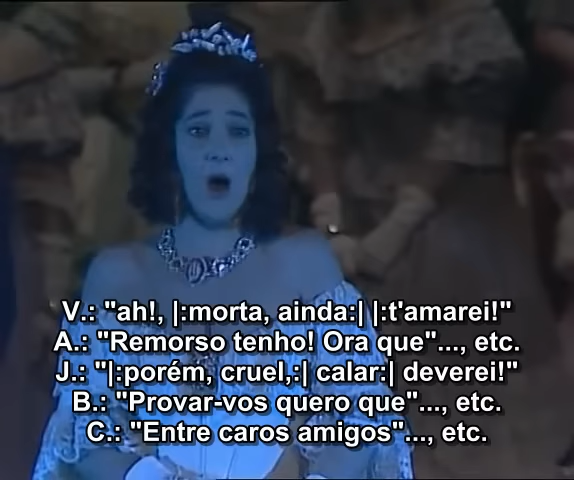 V.: "ah!, |:morta, ainda:| |:t'amarei!"
A.: "Remorso tenho! Ora que"..., etc.
J.: "|:porém, cruel,:| calar:| deverei!"
B.: "Provar-vos quero que"..., etc.
C.: "Entre caros amigos"..., etc.